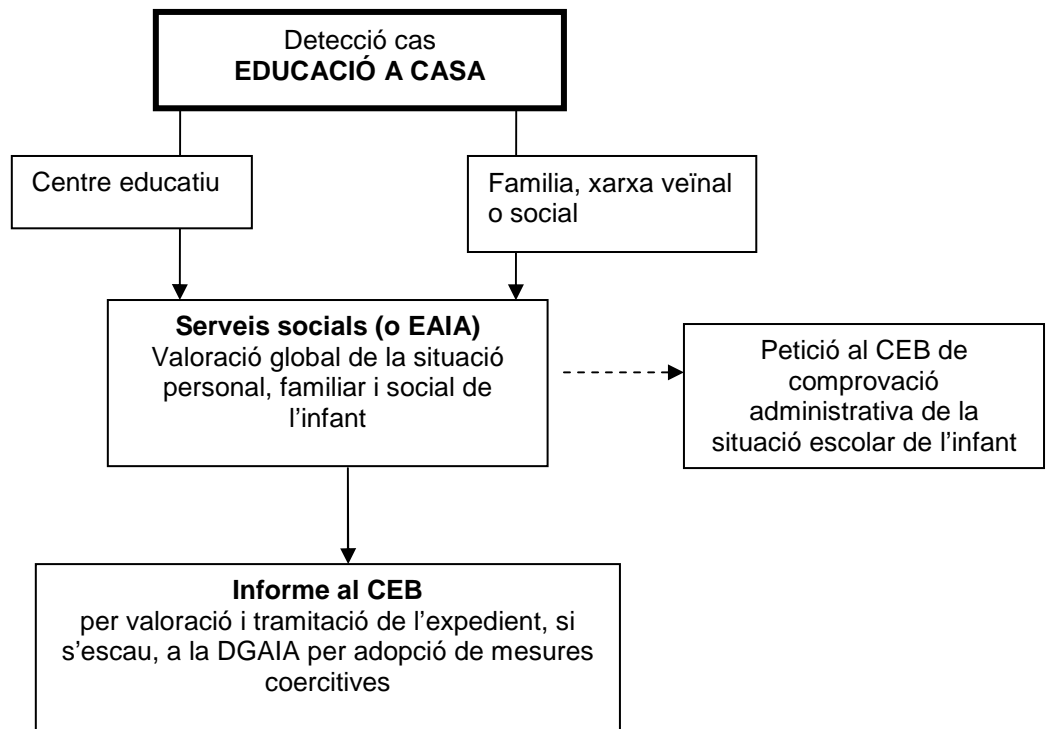 Detecció cas
EDUCACIÓ A CASA
Centre educatiu
Familia, xarxa veïnal
o social
Serveis socials (o EAIA)
Valoració global de la situació
personal, familiar i social de
l’infant
Petició al CEB de
comprovació
administrativa de la
situació escolar de l’infant
Informe al CEB
per valoració i tramitació de l’expedient, si
s’escau, a la DGAIA per adopció de mesures
coercitives